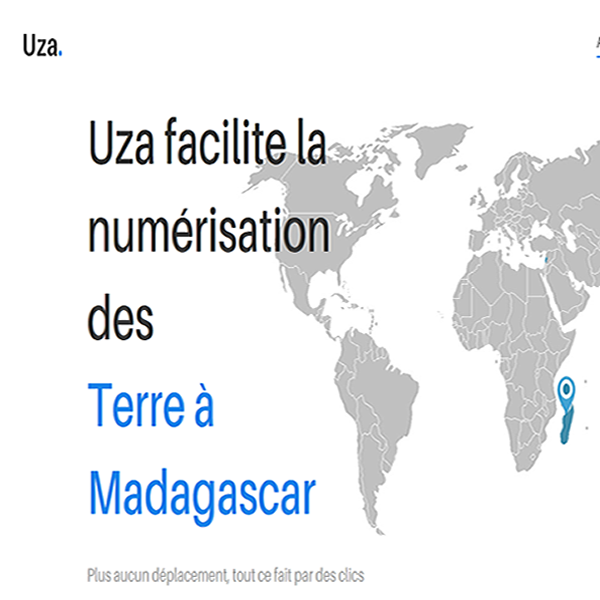 Uza.
Uza facilite la
numérisation
des
Terre à
Madagascar
Plus aucun déplacement, tout ce fait par des clics